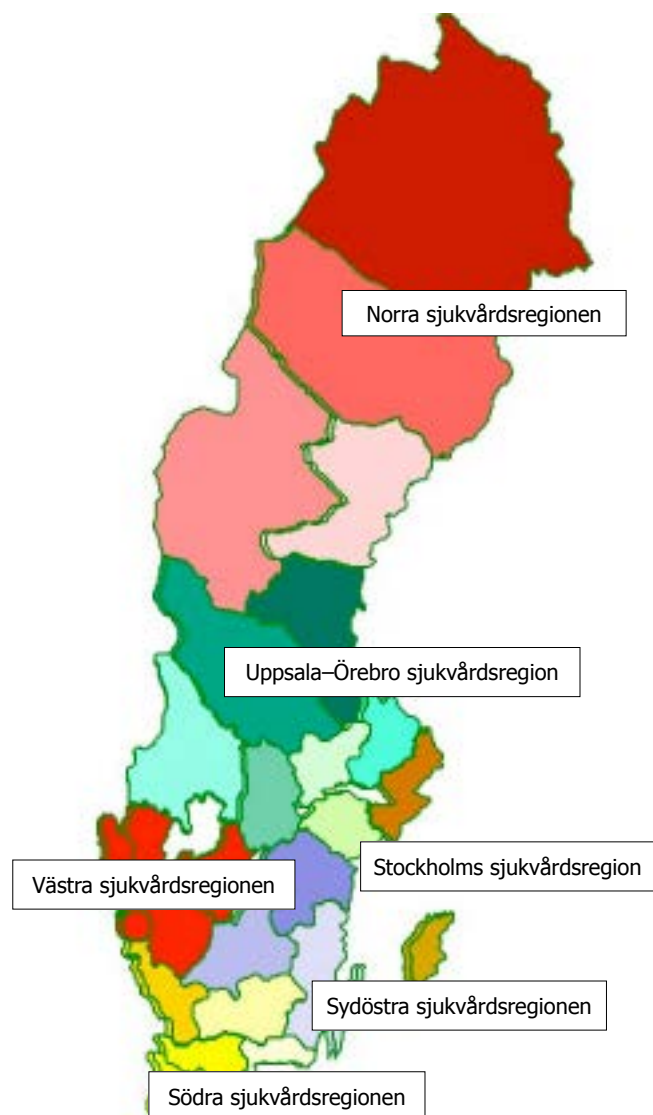 Norra sjukvårdsregionen
Uppsala–Örebro sjukvårdsregion
Stockholms sjukvårdsregion
Västra sjukvårdsregionen
Sydöstra sjukvårdsregionen
Södra sjukvårdsregionen